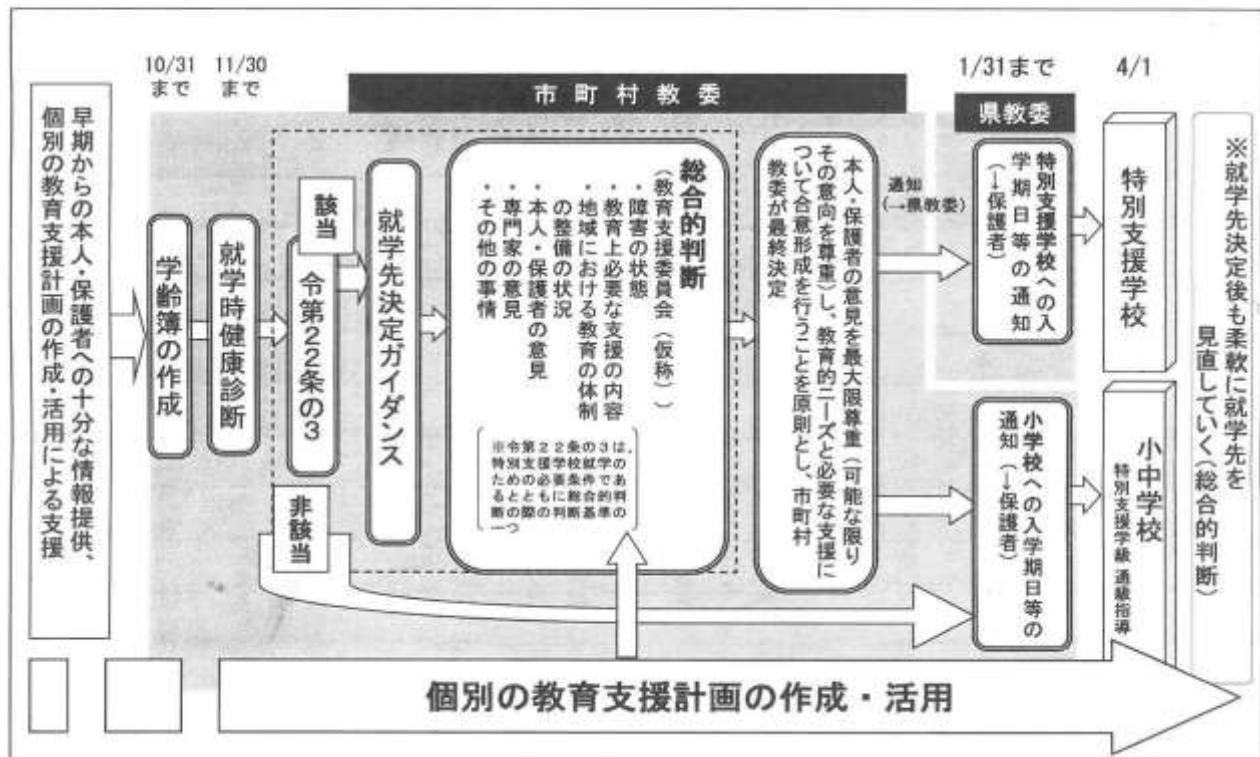 早期からの本人・保護者への十分な情報提供、
個別の教育支援計画の作成・活用による支援
10/31
まで
11/30
まで
市町村教委
学齢簿の作成
就学時健康診断
該当
令第22条の3
非該当
就学先決定ガイダンス
総合的判断
(教育支援委員会(仮称))
・障害の状態
・教育上必要な支援の内容
・地域における教育の体制
の整備の状況
・本人・保護者の意見
・専門家の意見
・その他の事情
※令第22条の3は、
特別支援学校就学の
ための必要条件であ
るとともに総合的判
断の際の判断基準の
一つ
本人・保護者の意見を最大限尊重(可能な限り
その意向を尊重)し、教育的ニーズと必要な支援に
ついて合意形成を行うことを原則とし、市町村
教委が最終決定
通知
(→県教委)
1/31まで
県教委
特別支援学校への入
学期日等の通知
(→保護者)
小学校への入学期日等の
通知(→保護者)
4/1
特別支援学校
小中学校
特別支援学級 通級指導
※就学先決定後も柔軟に就学先を
見直していく(総合的判断)
個別の教育支援計画の作成・活用